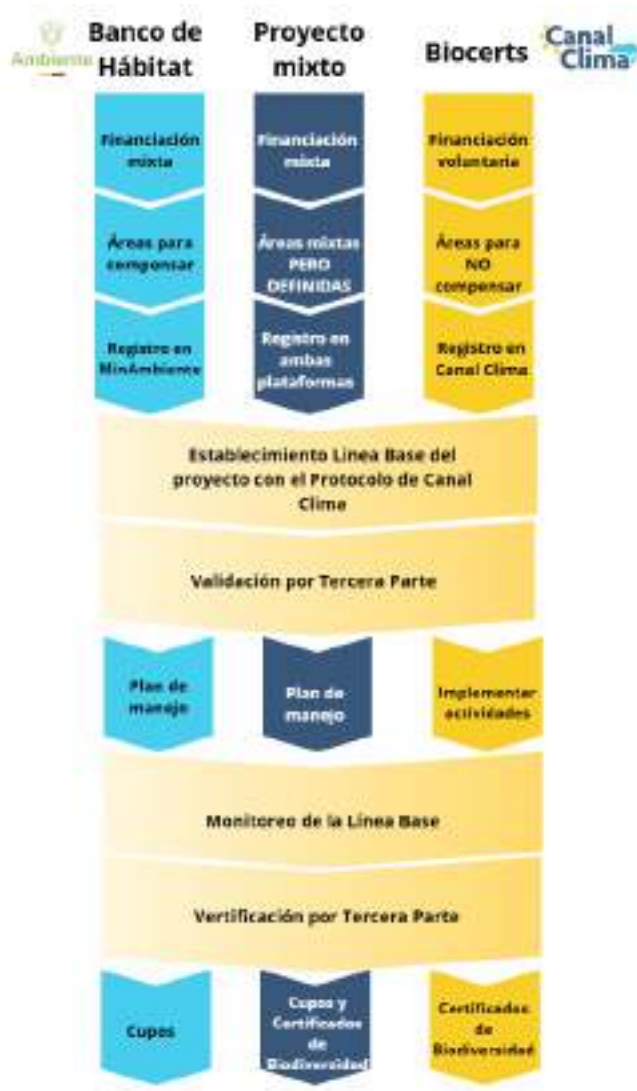 Ambiente
Banco de
Hábitat
Proyecto
mixto
Biocerts
Canal
Clima
Financiación
mixta
Financiación
mixta
Financiación
voluntaria
Áreas para
compensar
Áreas mixtas
PERO
DEFINIDAS
Áreas para
NO
compensar
Registro en
MinAmbiente
Registro en
ambas
plataformas
Registro en
Canal Clima
Establecimiento Linea Base del
proyecto con el Protocolo de Canal
Clima
Validación por Tercera Parte
Plan de
manejo
Plan de
manejo
Implementar
actividades
Monitoreo de la Línea Base
Vertificación por Tercera Parte
Cupos
Cupos y
Certificados
de
Biodiversidad
Certificados
de
Biodiversidad